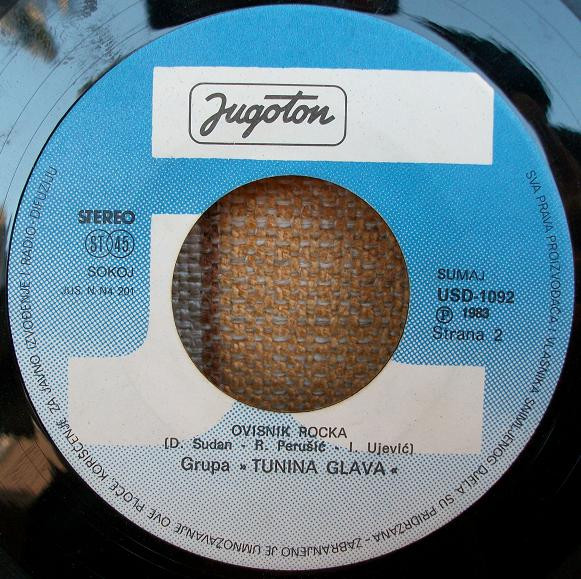 Jugoton
STEREO
ST 45
SOKOJ
JUS N N4 201
SUMAJ
USD-1092
Ⓟ 1983
Strana 2
OVISNIK ROCKA
(D. Sudan - R. Perušić - I. Ujević)
Grupa » TUNINA GLAVA «
SVA PRAVA PROIZVOĐAČA I VLASNIKA SNIMLJENOG DJELA SU PRIDRŽANA - ZABRANJENO JE UMNOŽAVANJE OVE PLOČE, KORIŠĆENJE ZA JAVNO IZVOĐENJE I RADIO - DIFUZIJU